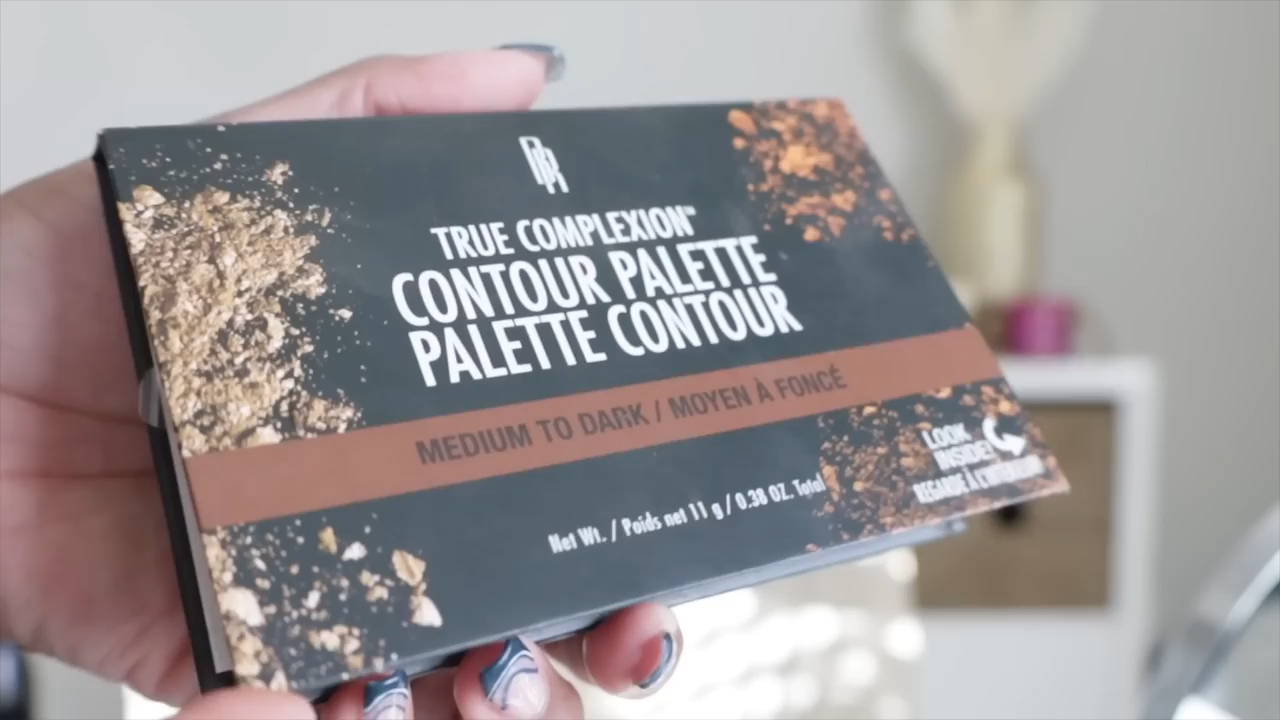 TRUE COMPLEXION™
CONTOUR PALETTE
PALETTE CONTOUR
MEDIUM TO DARK / MOYEN À FONCÉ
Net Wt. / Poids net 11 g / 0.38 OZ. Total
LOOK
INSIDE!
REGARDE À L'INTÉRIEUR!